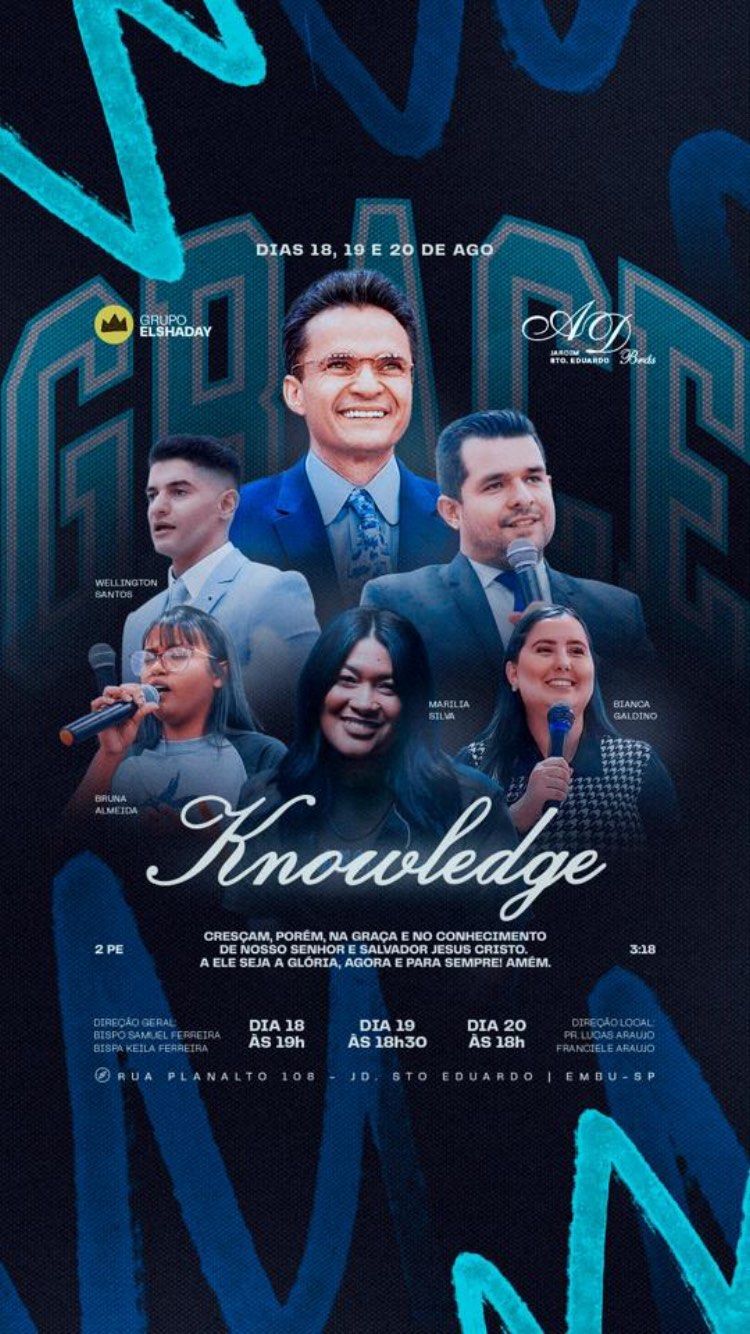 DIAS 18, 19 E 20 DE AGO
GRACE
GRUPO
ELSHADAY
AD
JARDIM
STO. EDUARDO
Brás
WELLINGTON
SANTOS
MARILIA
SILVA
BIANCA
GALDINO
BRUNA
ALMEIDA
Knowledge
2 PE
CRESÇAM, PORÉM, NA GRAÇA E NO CONHECIMENTO
DE NOSSO SENHOR E SALVADOR JESUS CRISTO.
A ELE SEJA A GLÓRIA, AGORA E PARA SEMPRE! AMÉM.
3:18
DIREÇÃO GERAL:
BISPO SAMUEL FERREIRA
BISPA KEILA FERREIRA
DIA 18
ÀS 19h
DIA 19
ÀS 18h30
DIA 20
ÀS 18h
DIREÇÃO LOCAL:
PR. LUCAS ARAUJO
FRANCIELE ARAUJO
RUA PLANALTO 108 - JD. STO EDUARDO | EMBU-SP